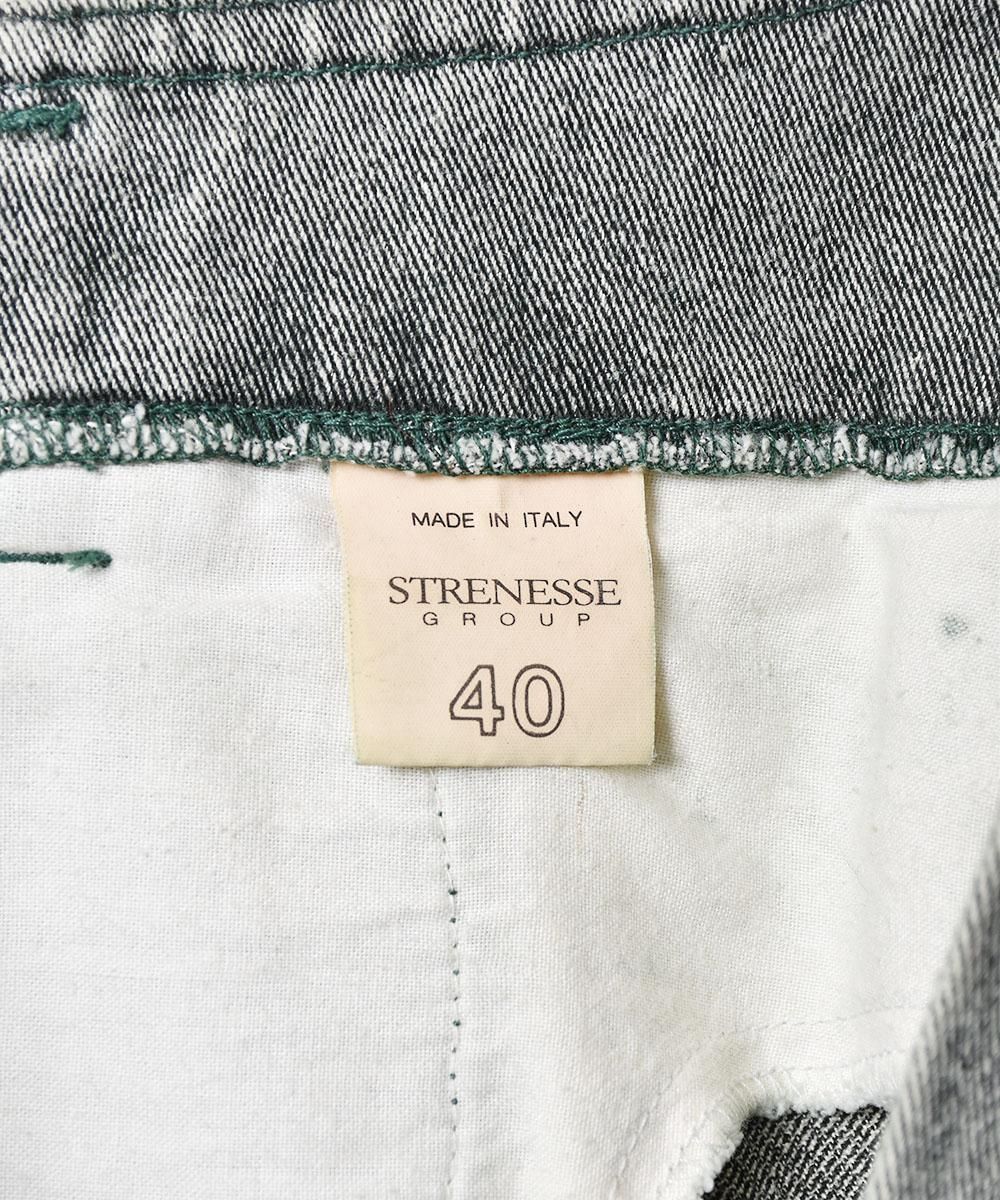 MADE IN ITALY
STRENESSE
GROUP
40